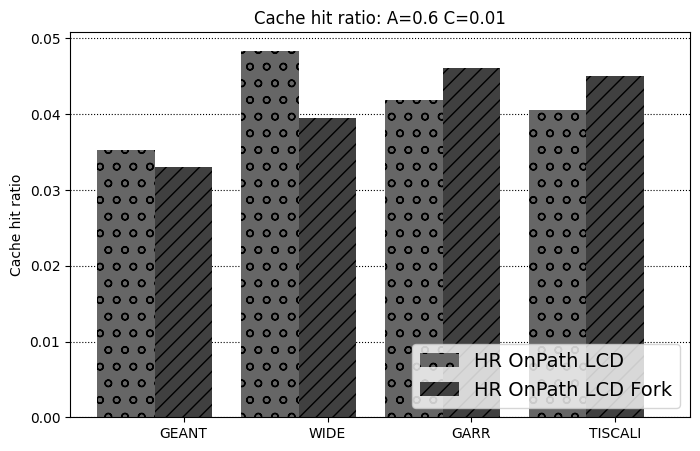 Cache hit ratio: A=0.6 C=0.01
Cache hit ratio
0.05
0.04
0.03
0.02
0.01
0.00
GEANT WIDE GARR TISCALI
HR OnPath LCD
HR OnPath LCD Fork